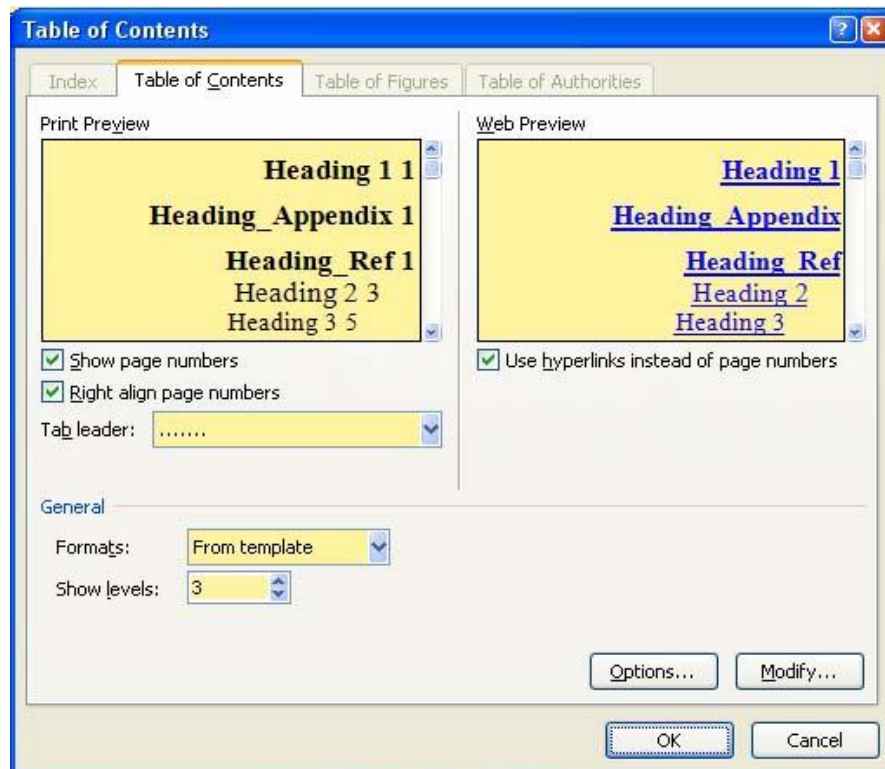 Table of Contents
Index Table of Contents Table of Figures Table of Authorities
Print Preview
Heading 1 1
Heading_Appendix 1
Heading_Ref 1
Heading 2 3
Heading 3 5
Show page numbers
Right align page numbers
Tab leader: .......
Web Preview
Heading 1
Heading_Appendix
Heading_Ref
Heading 2
Heading 3
Use hyperlinks instead of page numbers
General
Formats: From template
Show levels: 3
Options... Modify...
OK Cancel